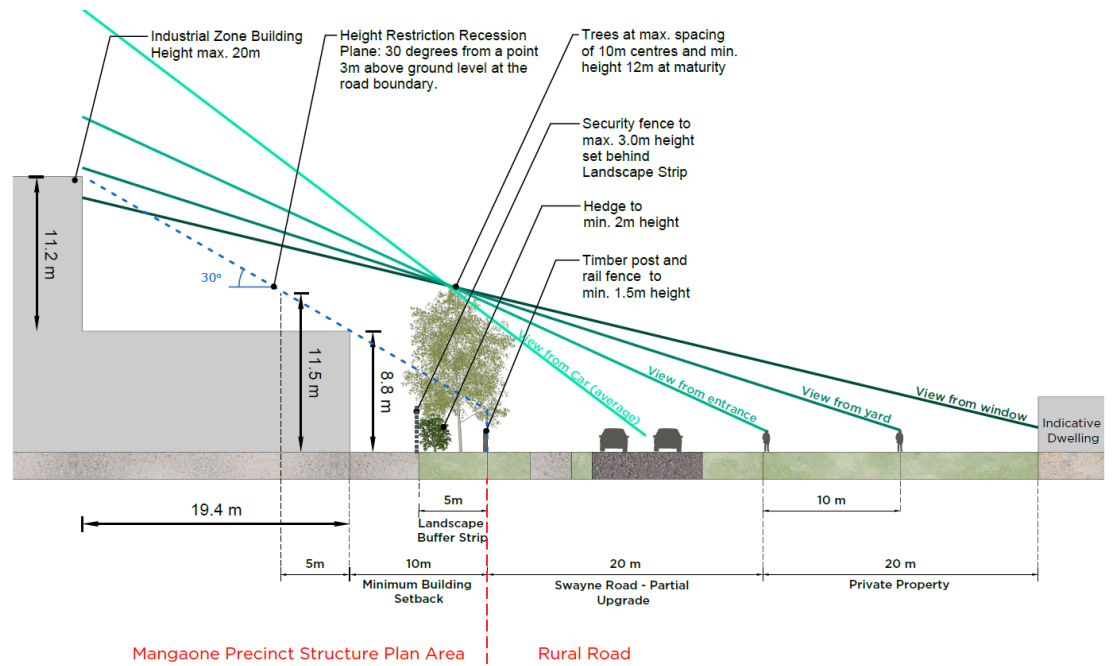 Industrial Zone Building
Height max. 20m
Height Restriction Recession
Plane: 30 degrees from a point
3m above ground level at the
road boundary.
Trees at max. spacing
of 10m centres and min.
height 12m at maturity
Security fence to
max. 3.0m height
set behind
Landscape Strip
Hedge to
min. 2m height
Timber post and
rail fence to
min. 1.5m height
11.2 m
30º
11.5 m
8.8 m
View from Car (average)
View from entrance
View from yard
View from window
Indicative
Dwelling
19.4 m
5m
Landscape
Buffer Strip
10 m
5m
10m
Minimum Building
Setback
20 m
Swayne Road - Partial
Upgrade
20 m
Private Property
Mangaone Precinct Structure Plan Area
Rural Road